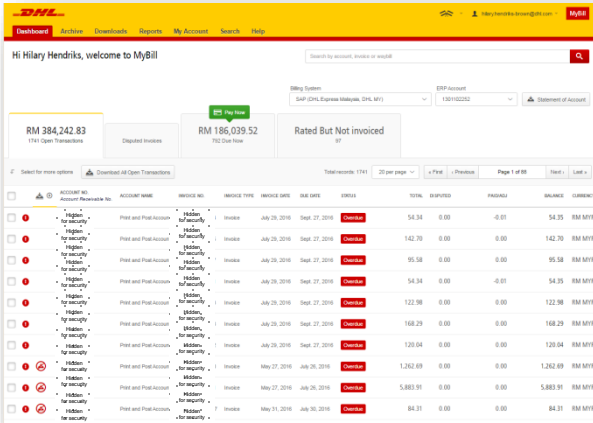 DHL
hilary.hendriks-brown@dhl.com
MyBill
Dashboard Archive Downloads Reports My Account Search Help
Hi Hilary Hendriks, welcome to MyBill
Search by account, invoice or waybill
Billing System
ERP Account
SAP (DHL Express Malaysia, DHL MY)
1301102252
Statement of Account
Pay Now
RM 384,242.83
1741 Open Transactions
Disputed Invoices
RM 186,039.52
792 Due Now
Rated But Not invoiced
97
Select for more options
Download All Open Transactions
Total records: 1741
20 per page
« First
‹ Previous
Page 1 of 88
Next ›
Last »
ACCOUNT NO. ACCOUNT NAME INVOICE NO. INVOICE TYPE INVOICE DATE DUE DATE STATUS TOTAL DISPUTED PAID/ADJ BALANCE CURRENC
Account Receivable No.
Hidden for security Print and Post Accoun Hidden for security Invoice July 29, 2016 Sept. 27, 2016 Overdue 54.34 0.00 -0.01 54.35 RM MYR
Hidden for security Print and Post Accoun Hidden for security Invoice July 29, 2016 Sept. 27, 2016 Overdue 142.70 0.00 0.00 142.70 RM MYR
Hidden for security Print and Post Accoun Hidden for security Invoice July 29, 2016 Sept. 27, 2016 Overdue 95.58 0.00 0.00 95.58 RM MYR
Hidden for security Print and Post Accoun Hidden for security Invoice July 29, 2016 Sept. 27, 2016 Overdue 54.34 0.00 -0.01 54.35 RM MYR
Hidden for security Print and Post Accoun Hidden for security Invoice July 29, 2016 Sept. 27, 2016 Overdue 122.98 0.00 0.00 122.98 RM MYR
Hidden for security Print and Post Accoun Hidden for security Invoice July 29, 2016 Sept. 27, 2016 Overdue 168.29 0.00 0.00 168.29 RM MYR
Hidden for security Print and Post Accoun Hidden for security Invoice July 29, 2016 Sept. 27, 2016 Overdue 120.04 0.00 0.00 120.04 RM MYR
Hidden for security Print and Post Accoun Hidden for security Invoice May 27, 2016 July 26, 2016 Overdue 1,262.69 0.00 0.00 1,262.69 RM MYR
Hidden for security Print and Post Accoun Hidden for security Invoice May 27, 2016 July 26, 2016 Overdue 5,883.91 0.00 0.00 5,883.91 RM MYR
Hidden for security Print and Post Accoun Hidden for security 7 Invoice May 31, 2016 July 30, 2016 Overdue 84.31 0.00 0.00 84.31 RM MYR